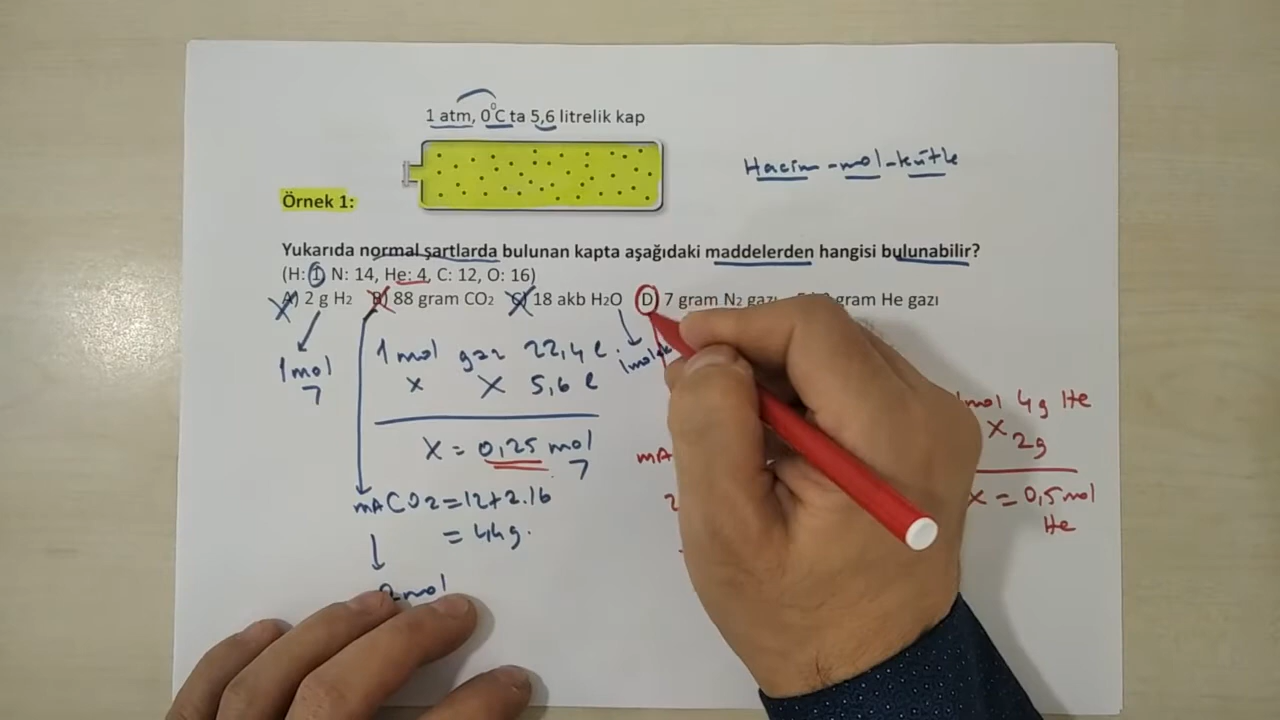 1 atm, 0°C ta 5,6 litrelik kap
Hacim-mol-kütle
Örnek 1:
Yukarıda normal şartlarda bulunan kapta aşağıdaki maddelerden hangisi bulunabilir?
(H: 1, N: 14, He: 4, C: 12, O: 16)
A) 2 g H2 B) 88 gram CO2 C) 18 akb H2O D) 7 gram N2 gazı gram He gazı
1 mol gaz 22,4 l
1 mol
x X 5,6 l
1mol 4g He
X 2g
X = 0,25 mol
mA
X = 0,5 mol
He
mA CO2 = 12 + 2.16
= 44 g.
2 mol